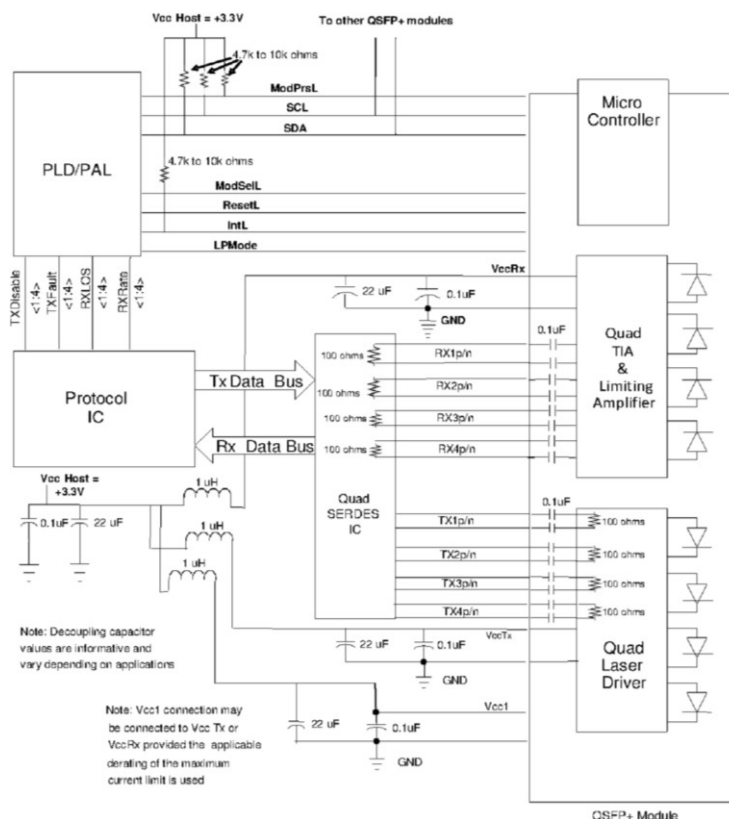 Vcc Host = +3.3V
To other QSFP+ modules
4.7k to 10k ohms
ModPrsL
SCL
SDA
Micro
Controller
PLD/PAL
4.7k to 10k ohms
ModSelL
ResetL
IntL
LPMode
TXDisable
<1:4>
TXFault
<1:4>
RXLOS
<1:4>
RXRata
<1:4>
VccRx
22 uF
0.1uF
GND
0.1uF
Quad
TIA
&
Limiting
Amplifier
100 ohms
RX1p/n
100 ohms
RX2p/n
100 ohms
RX3p/n
100 ohms
RX4p/n
Tx Data Bus
Protocol
IC
Rx Data Bus
Vcc Host =
+3.3V
1 uH
0.1uF
22 uF
1 uH
1 uH
Quad
SERDES
IC
0.1uF
TX1p/n
100 ohms
TX2p/n
100 ohms
TX3p/n
100 ohms
TX4p/n
100 ohms
Quad
Laser
Driver
VccTx
22 uF
0.1uF
GND
Note: Decoupling capacitor
values are informative and
vary depending on applications
Vcc1
22 uF
0.1uF
GND
Note: Vcc1 connection may
be connected to Vcc Tx or
VccRx provided the applicable
derating of the maximum
current limit is used
QSFP+ Module